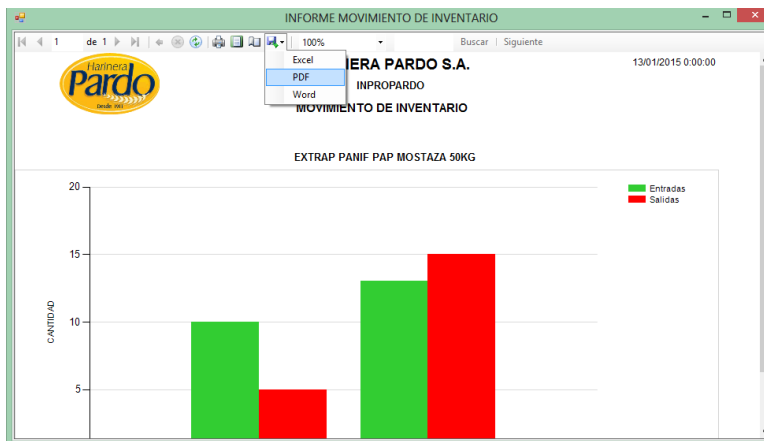 INFORME MOVIMIENTO DE INVENTARIO
1 de 1 100% Buscar | Siguiente
Excel
PDF
Word
Harinera
Pardo
Desde 1951
IERA PARDO S.A.
13/01/2015 0:00:00
INPROPARDO
MOVIMIENTO DE INVENTARIO
EXTRAP PANIF PAP MOSTAZA 50KG
Entradas
Salidas
CANTIDAD
20
15
10
5